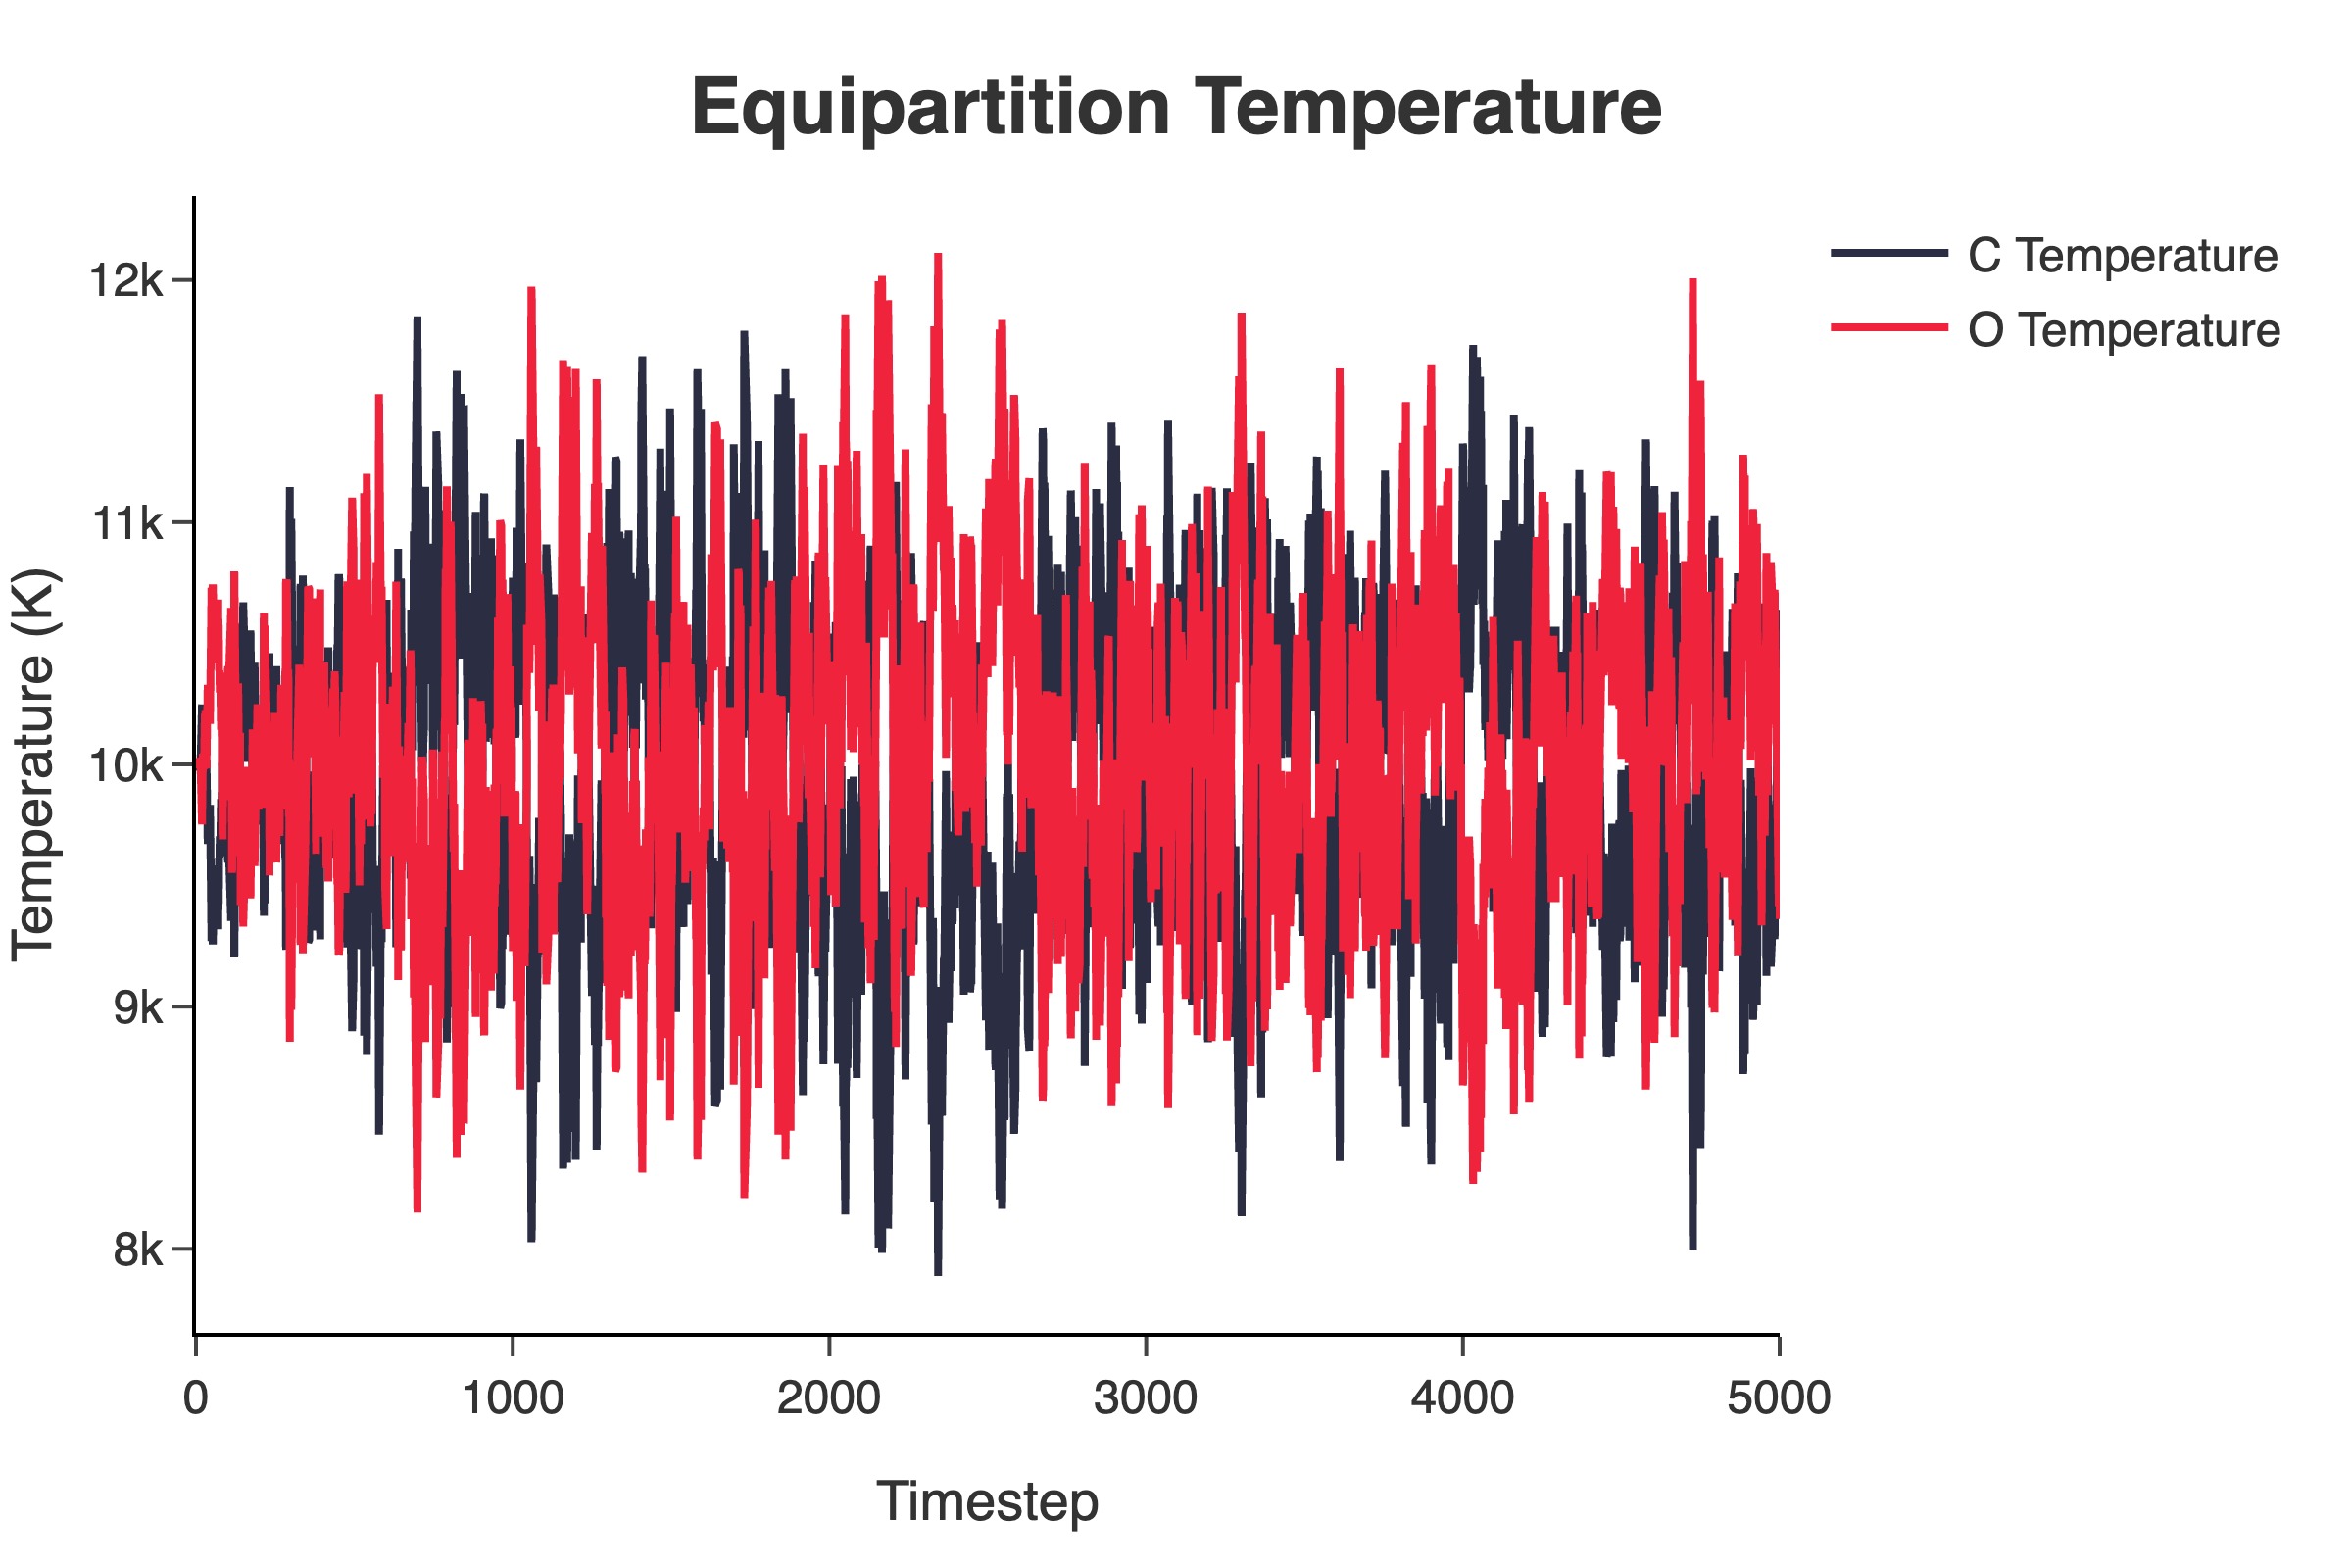 Equipartition Temperature
C Temperature
O Temperature
12k
11k
10k
9k
8k
Temperature (K)
0 1000 2000 3000 4000 5000
Timestep